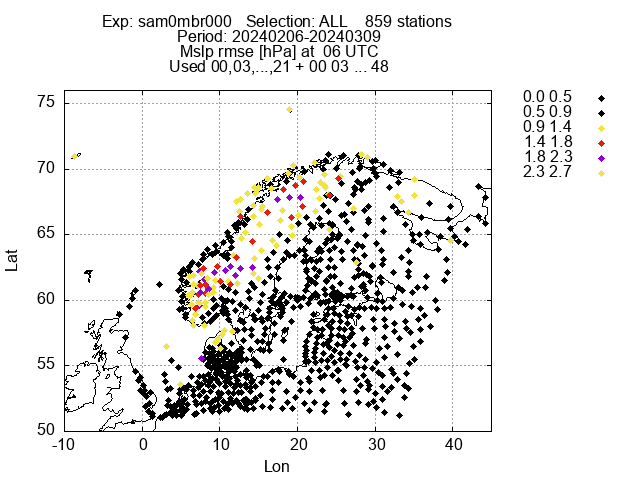 Exp: sam0mbr000   Selection: ALL    859 stations
Period: 20240206-20240309
Mslp rmse [hPa] at  06 UTC
Used 00,03,...,21 + 00 03 ... 48
0.0 0.5
0.5 0.9
0.9 1.4
1.4 1.8
1.8 2.3
2.3 2.7
75
70
65
60
55
50
Lat
-10 0 10 20 30 40
Lon